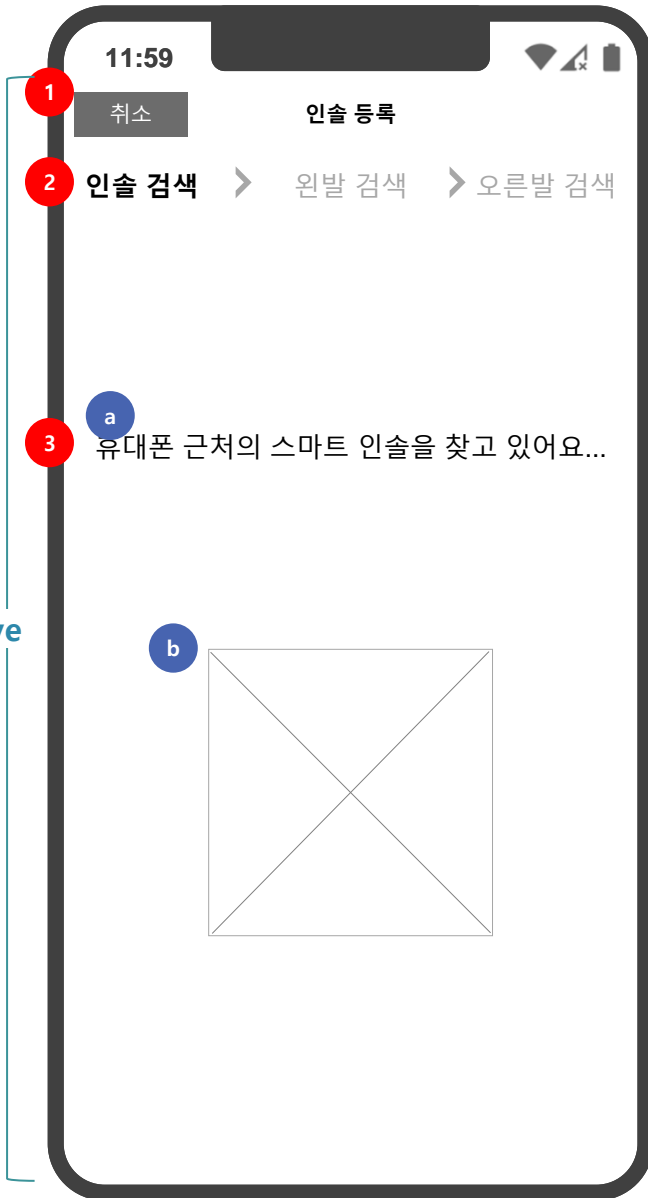 11:59
1
취소
인솔 등록
2
인솔 검색
왼발 검색
오른발 검색
a
3
휴대폰 근처의 스마트 인솔을 찾고 있어요...
b